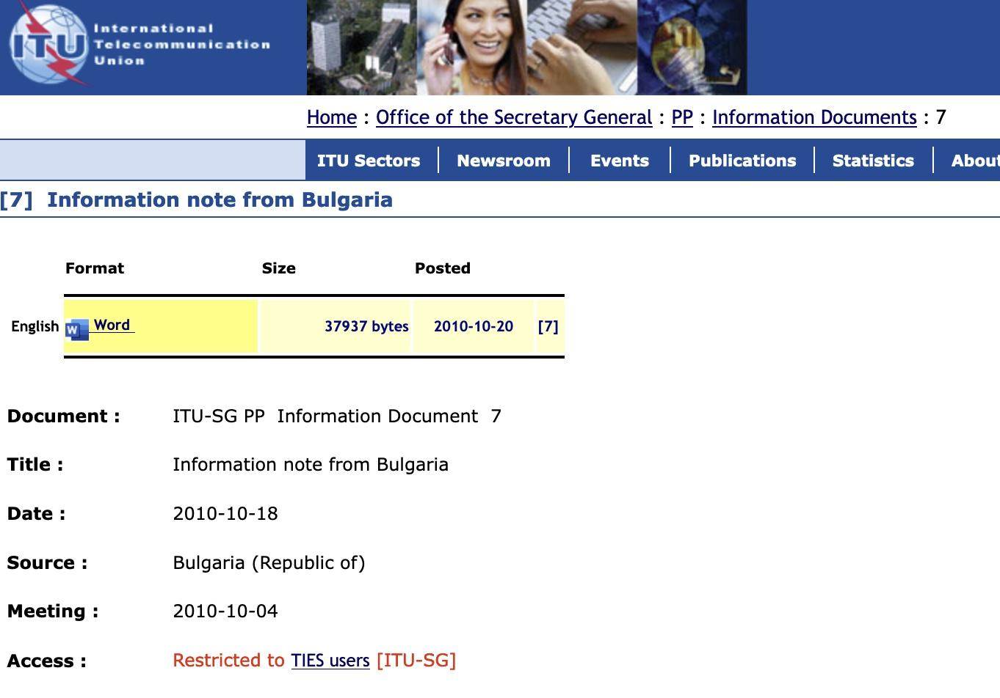 ITU International
Telecommunication
Union
Home : Office of the Secretary General : PP : Information Documents : 7
ITU Sectors Newsroom Events Publications Statistics About
[7] Information note from Bulgaria
Format Size Posted
English Word 37937 bytes 2010-10-20 [7]
Document : ITU-SG PP Information Document 7
Title : Information note from Bulgaria
Date : 2010-10-18
Source : Bulgaria (Republic of)
Meeting : 2010-10-04
Access : Restricted to TIES users [ITU-SG]